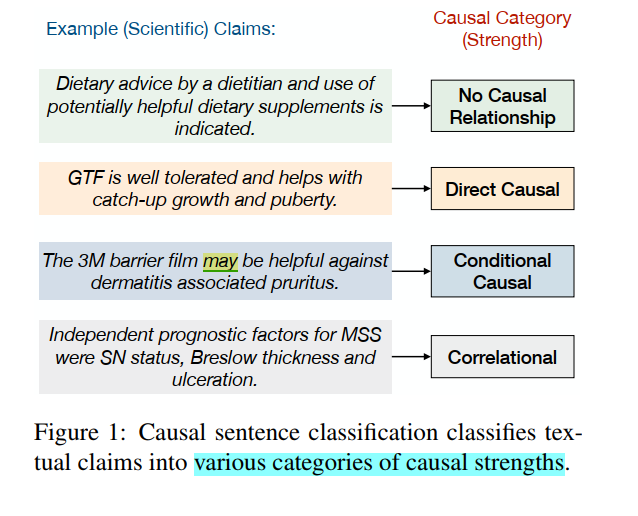 Example (Scientific) Claims:
Causal Category
(Strength)
Dietary advice by a dietitian and use of
potentially helpful dietary supplements is
indicated.
No Causal
Relationship
GTF is well tolerated and helps with
catch-up growth and puberty.
Direct Causal
The 3M barrier film may be helpful against
dermatitis associated pruritus.
Conditional
Causal
Independent prognostic factors for MSS
were SN status, Breslow thickness and
ulceration.
Correlational
Figure 1: Causal sentence classification classifies tex-
tual claims into various categories of causal strengths.